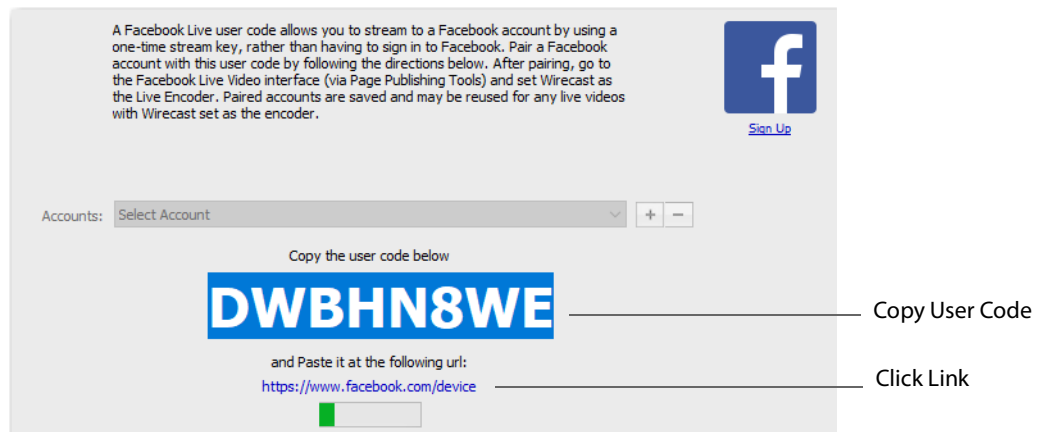 A Facebook Live user code allows you to stream to a Facebook account by using a
one-time stream key, rather than having to sign in to Facebook. Pair a Facebook
account with this user code by following the directions below. After pairing, go to
the Facebook Live Video interface (via Page Publishing Tools) and set Wirecast as
the Live Encoder. Paired accounts are saved and may be reused for any live videos
with Wirecast set as the encoder.
Sign Up
Accounts: Select Account + −
Copy the user code below
DWBHN8WE
Copy User Code
and Paste it at the following url:
https://www.facebook.com/device
Click Link